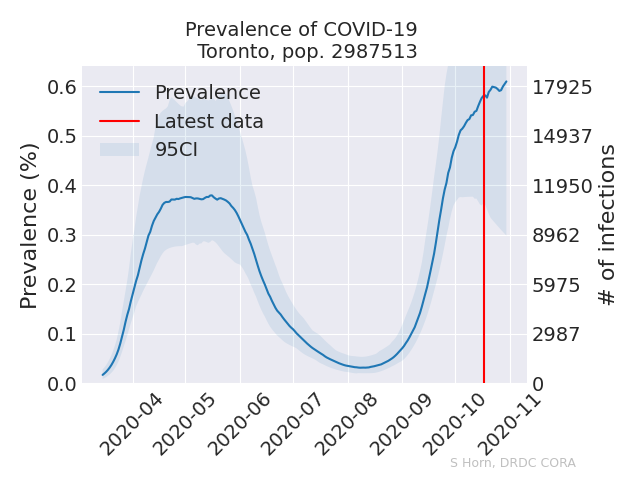 Prevalence of COVID-19
Toronto, pop. 2987513
Prevalence
Latest data
95CI
Prevalence (%)
0.6
0.5
0.4
0.3
0.2
0.1
0.0
17925
14937
11950
8962
5975
2987
0
# of infections
2020-04
2020-05
2020-06
2020-07
2020-08
2020-09
2020-10
2020-11
S Horn, DRDC CORA